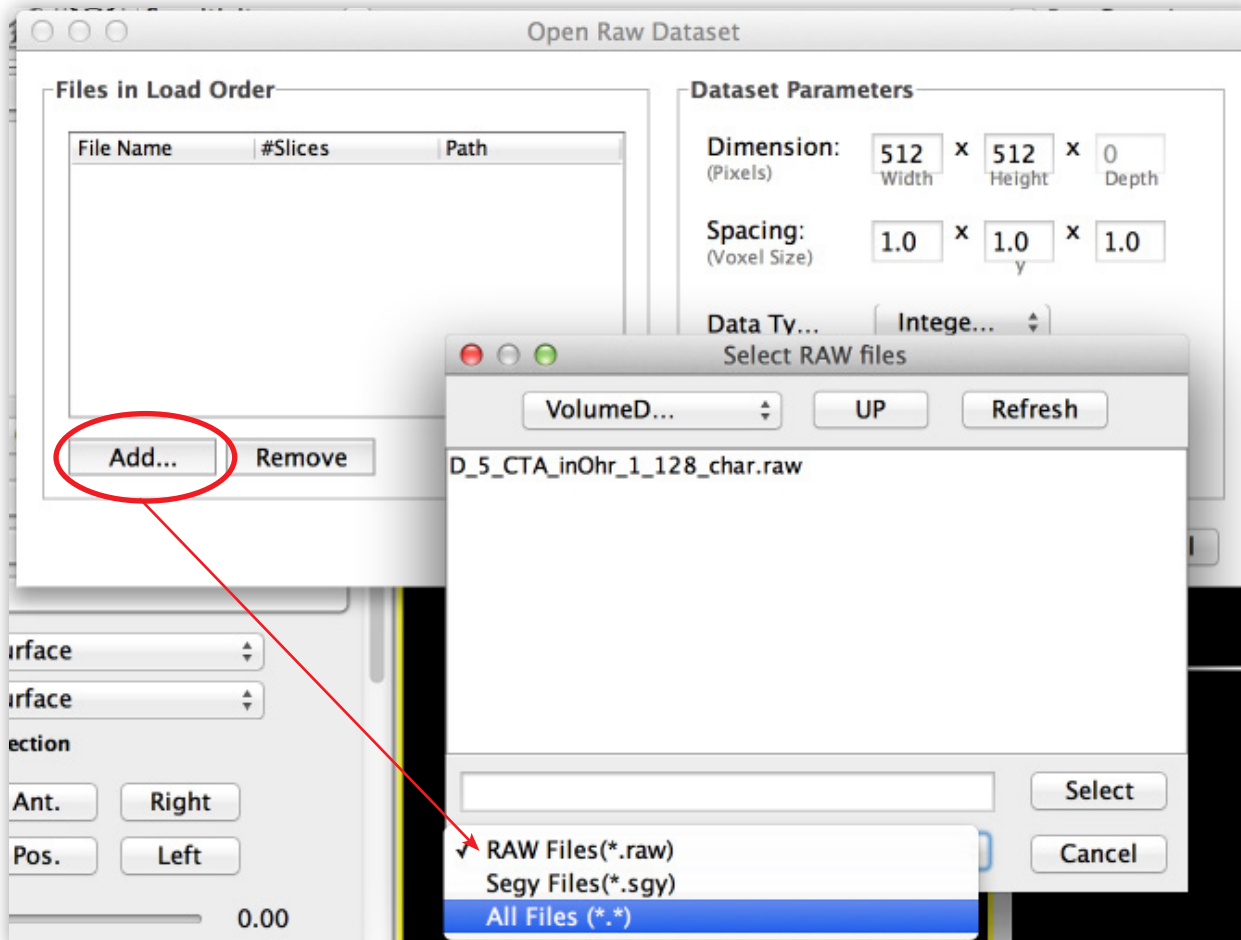 Open Raw Dataset
Files in Load Order
File Name #Slices Path
Add... Remove
Dataset Parameters
Dimension: 512 x 512 x 0
(Pixels) Width Height Depth
Spacing: 1.0 x 1.0 x 1.0
(Voxel Size) y
Data Ty... Intege...
Select RAW files
VolumeD... UP Refresh
D_5_CTA_inOhr_1_128_char.raw
Select
✓ RAW Files(*.raw)
Segy Files(*.sgy)
All Files (*.*)
Cancel
urface
urface
ection
Ant. Right
Pos. Left
0.00